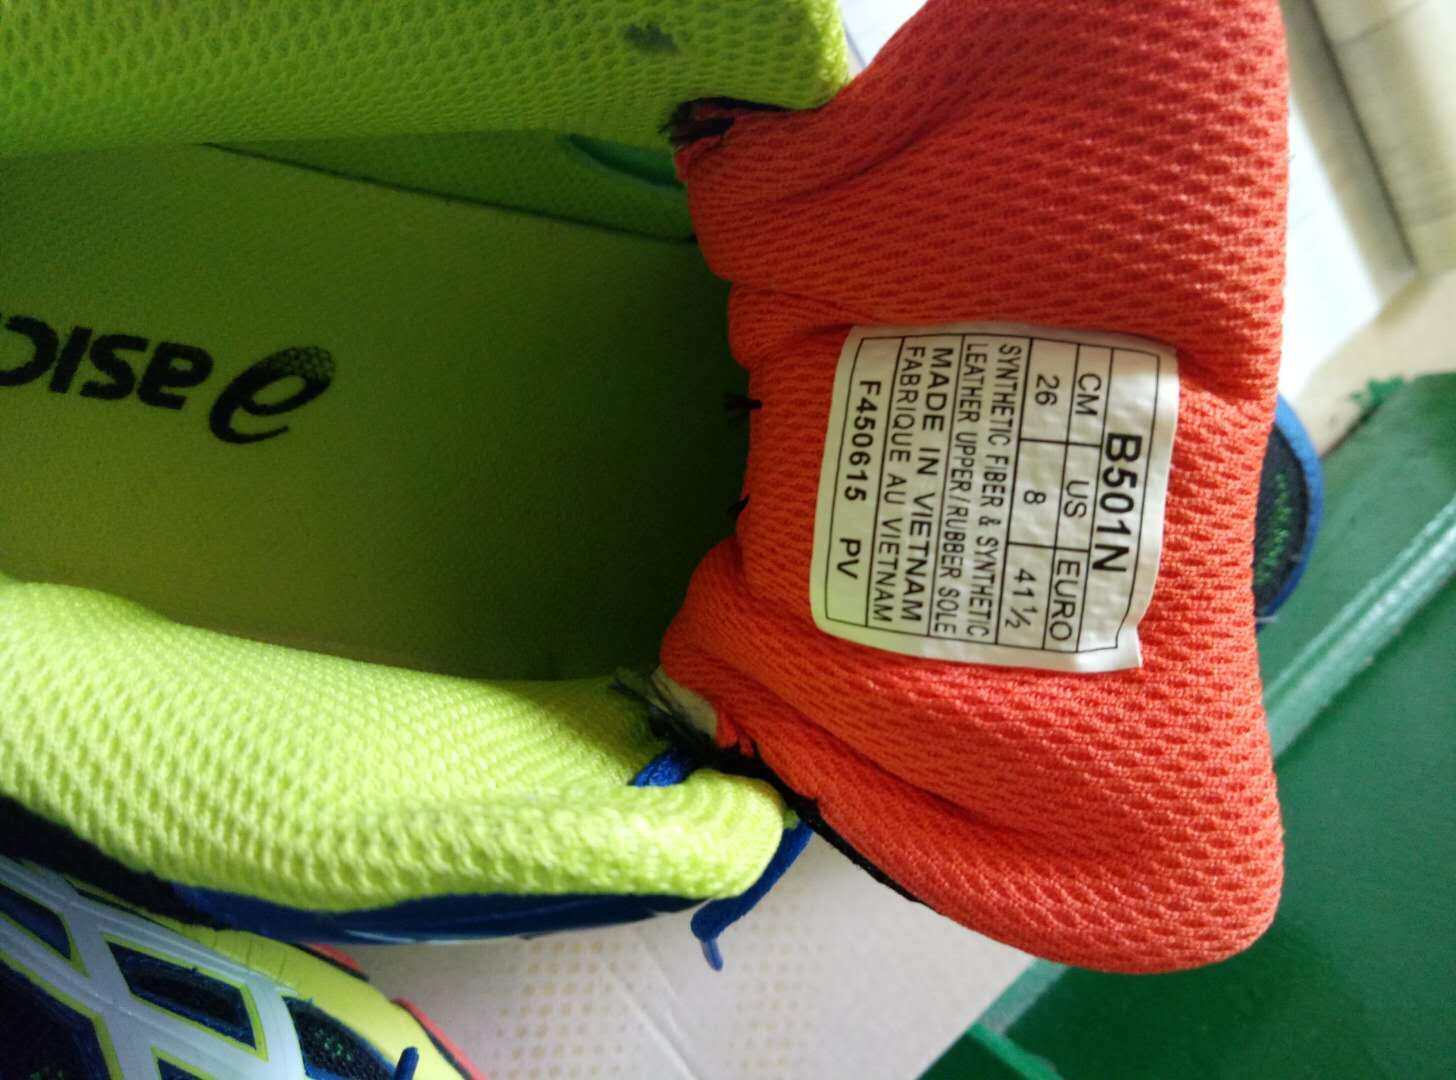 asic
B501N
CM US EURO
26 8 41½
SYNTHETIC FIBER & SYNTHETIC
LEATHER UPPER/RUBBER SOLE
MADE IN VIETNAM
FABRIQUE AU VIETNAM
F450615 PV